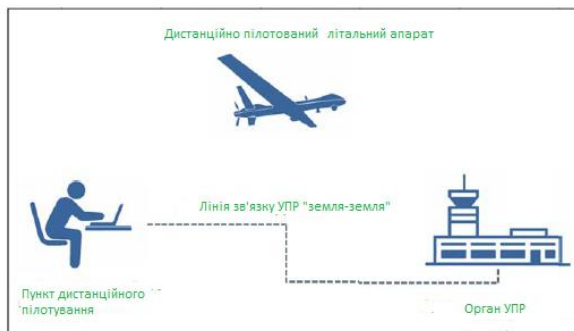 Дистанційно пілотований літальний апарат
Лінія зв'язку УПР "земля-земля"
Пункт дистанційного
пілотування
Орган УПР